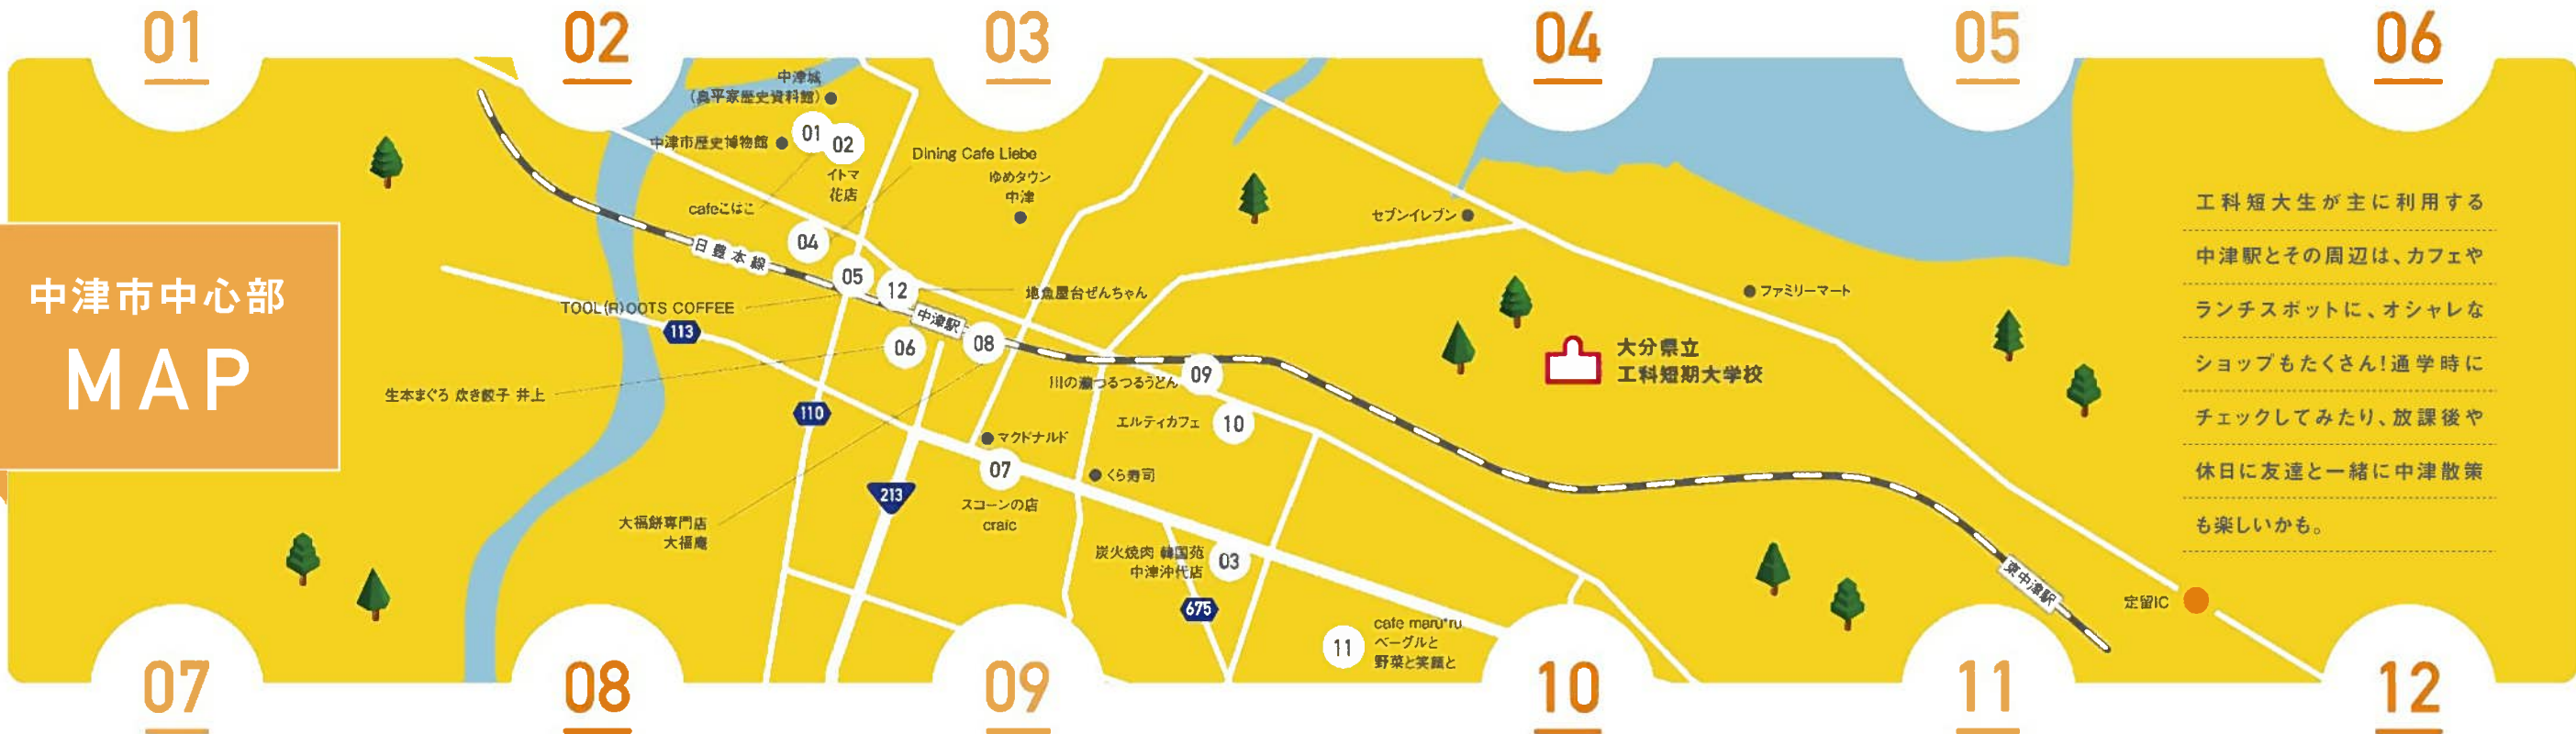 01
02
03
04
05
06
中津市中心部
MAP
中津城
(奥平家歴史資料館)
中津市歴史博物館
01
02
イトマ
花店
cafeこはこ
Dining Cafe Liebe
ゆめタウン
中津
04
日豊本線
05
12
地魚屋台ぜんちゃん
TOOL(R)OOTS COFFEE
113
中津駅
06
08
生本まぐろ 炊き餃子 井上
110
川の瀬つるつるうどん
09
エルティカフェ
10
マクドナルド
07
くら寿司
スコーンの店
craic
213
大福餅専門店
大福庵
炭火焼肉 韓国苑
中津沖代店
03
675
11
cafe maru*ru
ベーグルと
野菜と笑顔と
セブンイレブン
ファミリーマート
大分県立
工科短期大学校
東中津駅
定留IC
工科短大生が主に利用する
中津駅とその周辺は、カフェや
ランチスポットに、オシャレな
ショップもたくさん!通学時に
チェックしてみたり、放課後や
休日に友達と一緒に中津散策
も楽しいかも。
07
08
09
10
11
12